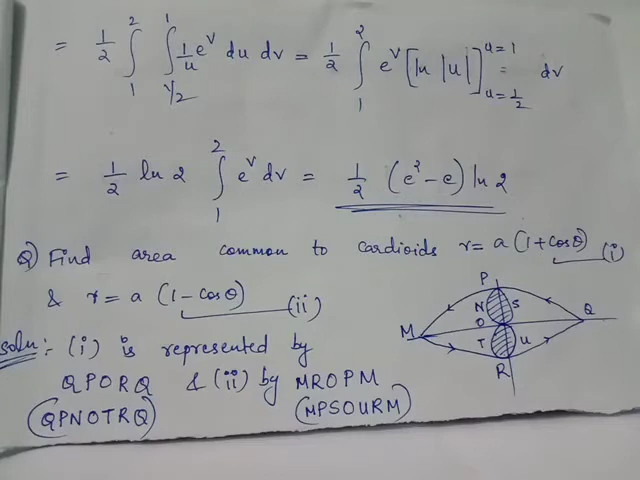 = 1/2 ∫₁² ∫_{1/2}^{1} 1/u e^v du dv = 1/2 ∫₁² e^v [ln |u|]_{u=1/2}^{u=1} dv
= 1/2 ln 2 ∫₁² e^v dv = 1/2 (e² - e) ln 2
Q) Find area common to cardioids r = a (1 + cosθ) (i)
& r = a (1 - cosθ) (ii)
P
N S
M O Q
T U
R
Soln:- (i) is represented by
QPORQ & (ii) by MROPM
(QPNOTRQ) (MPSOURM)